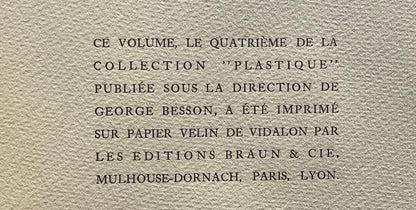 CE VOLUME, LE QUATRIÈME DE LA
COLLECTION "PLASTIQUE"
PUBLIÉE SOUS LA DIRECTION DE
GEORGE BESSON, A ÉTÉ IMPRIMÉ
SUR PAPIER VELIN DE VIDALON PAR
LES EDITIONS BRAUN & CIE,
MULHOUSE-DORNACH, PARIS, LYON.